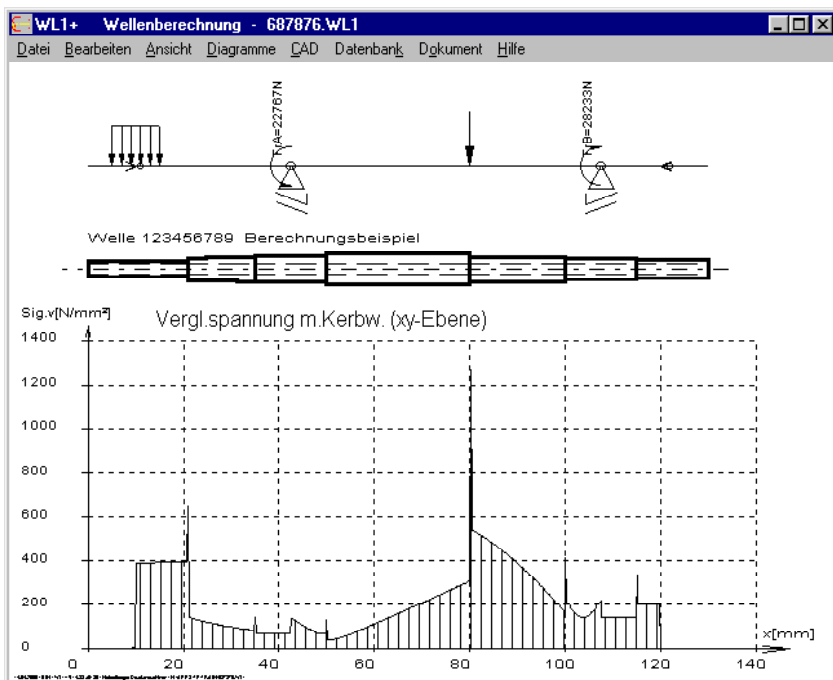 WL1+ Wellenberechnung - 687876.WL1
Datei Bearbeiten Ansicht Diagramme CAD Datenbank Dokument Hilfe
FrA=22767N
FrB=28233N
Welle 123456789 Berechnungsbeispiel
Sig.v[N/mm²]
Vergl.spannung m.Kerbw. (xy-Ebene)
1400
1200
1000
800
600
400
200
0
x[mm]
0 20 40 60 80 100 120 140